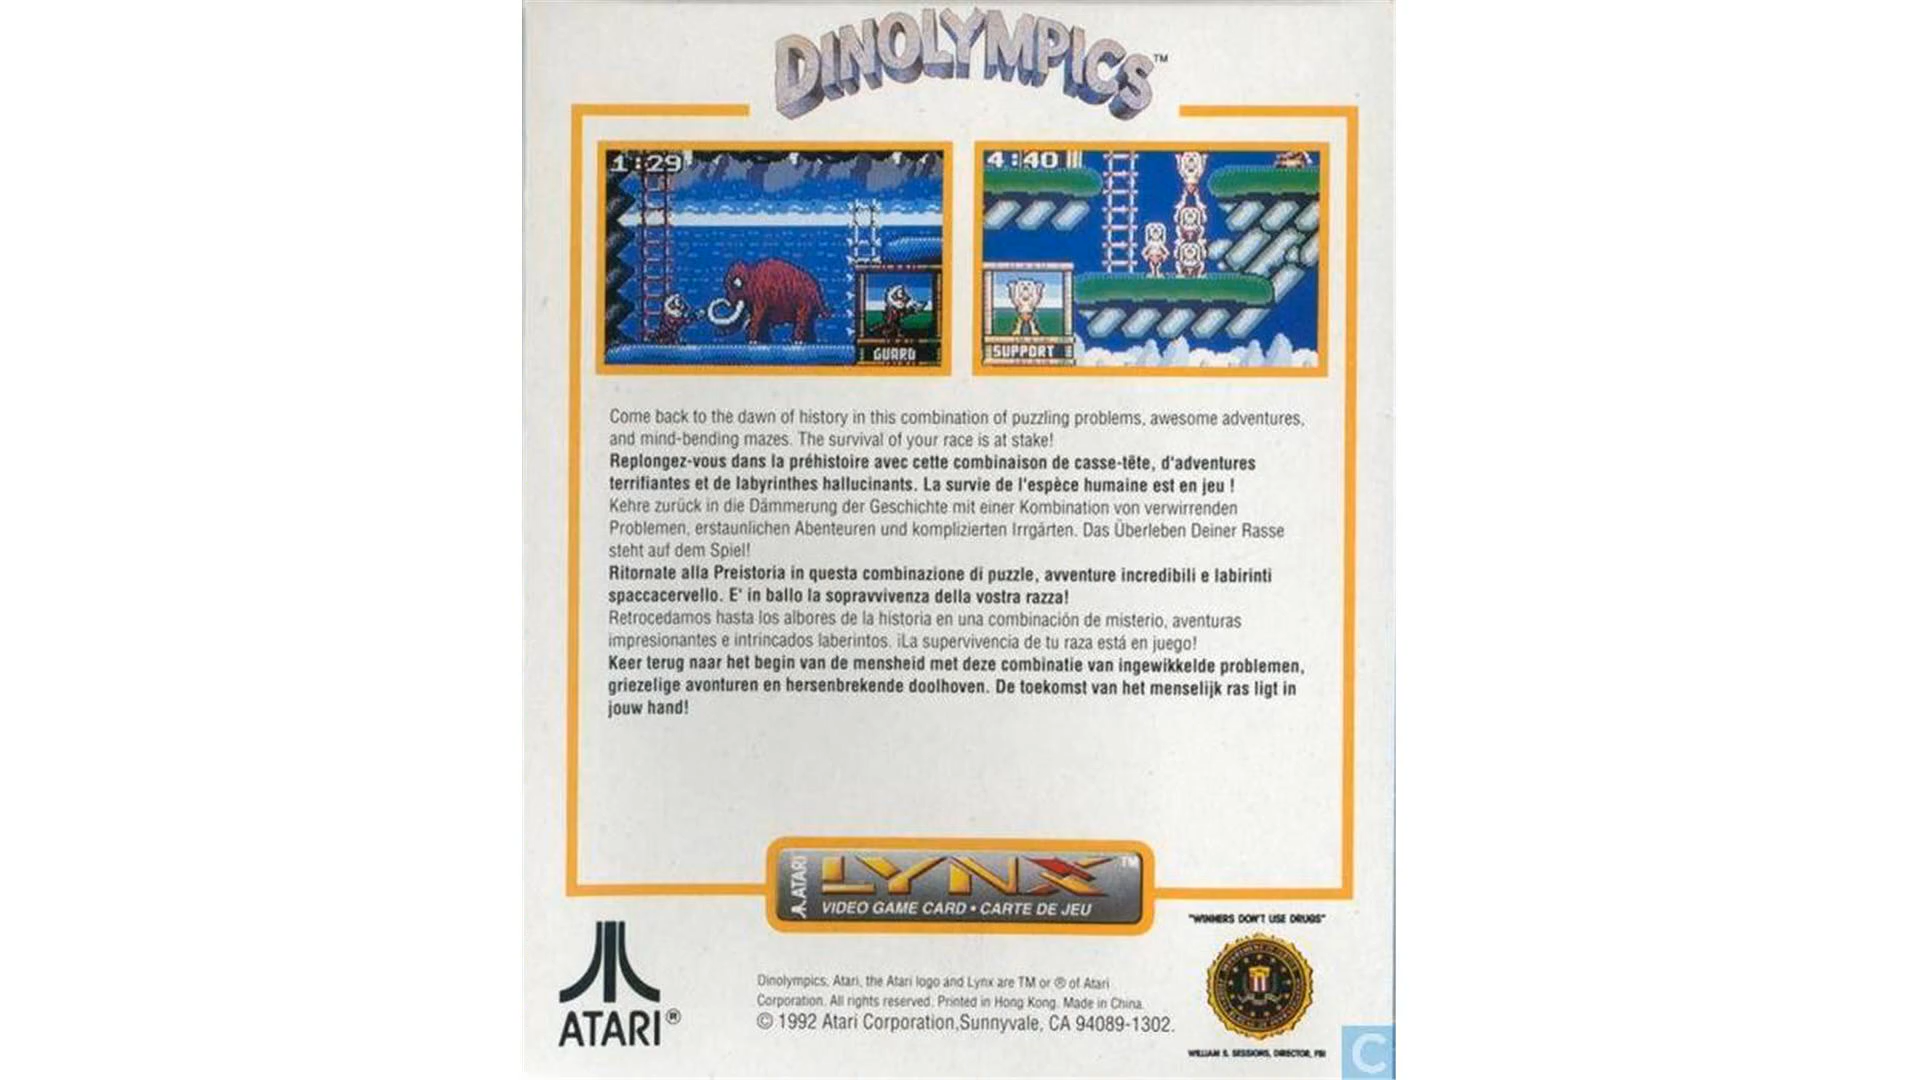 DINOLYMPICS™
1:29
GUARD
4:40
SUPPORT
Come back to the dawn of history in this combination of puzzling problems, awesome adventures,
and mind-bending mazes. The survival of your race is at stake!
Replongez-vous dans la préhistoire avec cette combinaison de casse-tête, d'adventures
terrifiantes et de labyrinthes hallucinants. La survie de l'espèce humaine est en jeu !
Kehre zurück in die Dämmerung der Geschichte mit einer Kombination von verwirrenden
Problemen, erstaunlichen Abenteuren und komplizierten Irrgärten. Das Überleben Deiner Rasse
steht auf dem Spiel!
Ritornate alla Preistoria in questa combinazione di puzzle, avventure incredibili e labirinti
spaccacervello. E' in ballo la sopravvivenza della vostra razza!
Retrocedamos hasta los albores de la historia en una combinación de misterio, aventuras
impresionantes e intrincados laberintos. ¡La supervivencia de tu raza está en juego!
Keer terug naar het begin van de mensheid met deze combinatie van ingewikkelde problemen,
griezelige avonturen en hersenbrekende doolhoven. De toekomst van het menselijk ras ligt in
jouw hand!
ATARI
LYNX™
VIDEO GAME CARD • CARTE DE JEU
ATARI®
Dinolympics, Atari, the Atari logo and Lynx are TM or ® of Atari
Corporation. All rights reserved. Printed in Hong Kong. Made in China.
© 1992 Atari Corporation,Sunnyvale, CA 94089-1302.
"WINNERS DON'T USE DRUGS"
WILLIAM S. SESSIONS, DIRECTOR, FBI
C